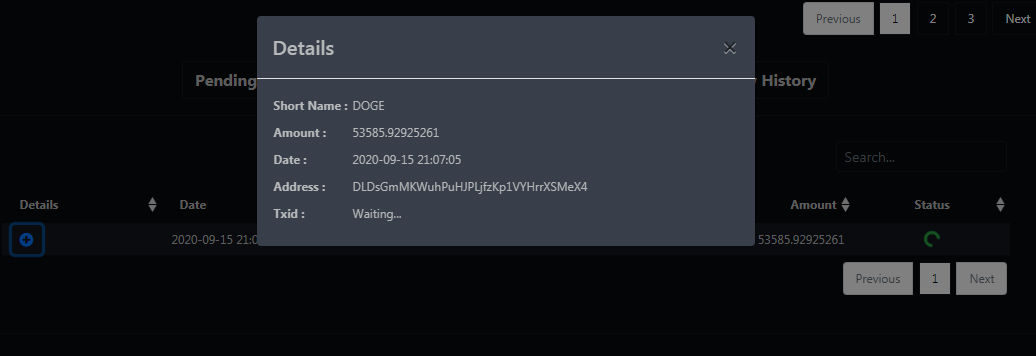 Previous 1 2 3 Next
Details
Pending
History
Short Name : DOGE
Amount : 53585.92925261
Date : 2020-09-15 21:07:05
Address : DLDsGmMKWuhPuHJPLjfzKp1VYHrrXSMeX4
Txid : Waiting...
Search...
Details Date Amount Status
2020-09-15 53585.92925261
Previous 1 Next